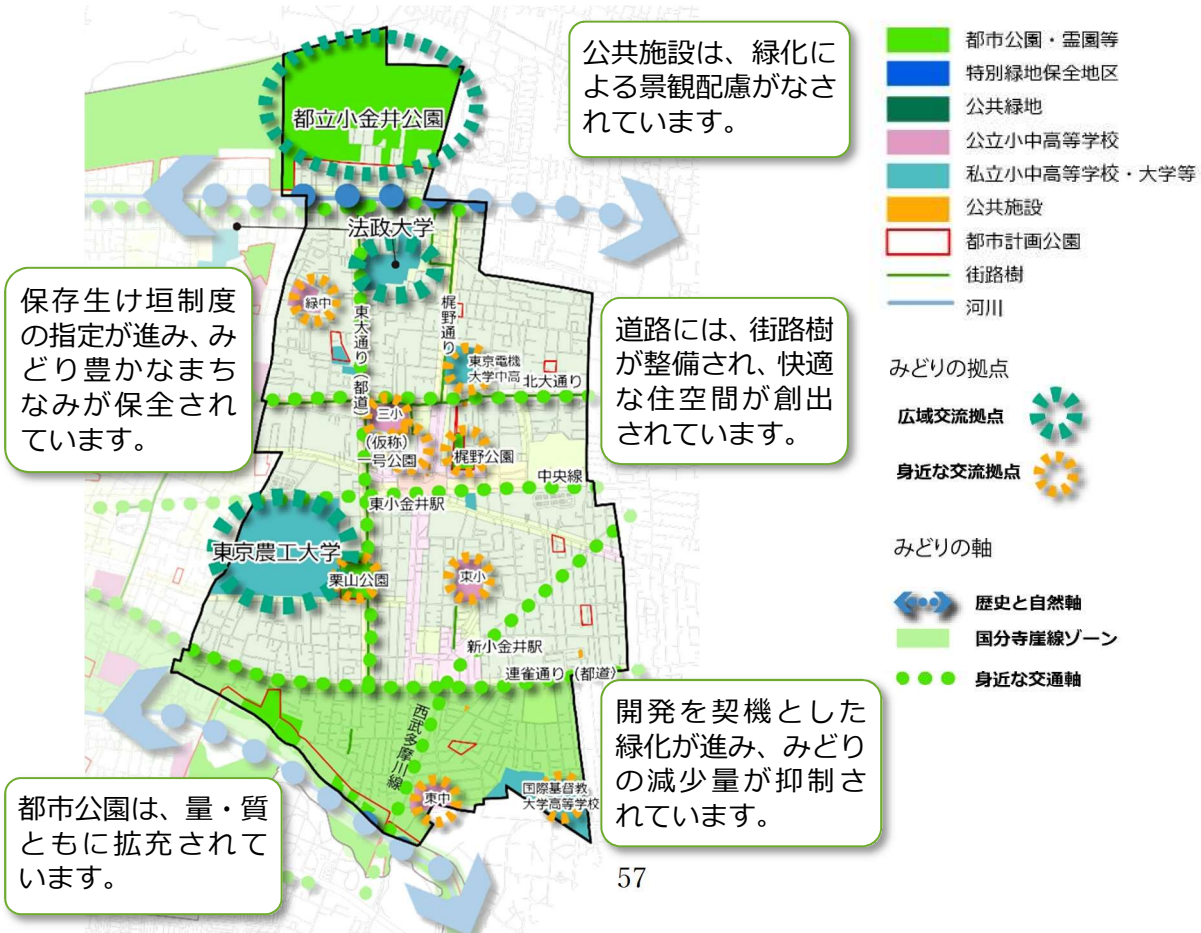 公共施設は、緑化に
よる景観配慮がなさ
れています。
都立小金井公園
法政大学
保存生け垣制度
の指定が進み、み
どり豊かなまち
なみが保全され
ています。
緑中
東大通り（都道）
梶野通り
東京電機
大学中高
北大通り
道路には、街路樹
が整備され、快適
な住空間が創出
されています。
三小
（仮称）
一号公園
梶野公園
中央線
東小金井駅
東京農工大学
栗山公園
東小
新小金井駅
連雀通り（都道）
西武多摩川線
開発を契機とした
緑化が進み、みどり
の減少量が抑制さ
れています。
東中
国際基督教
大学高等学校
都市公園は、量・質
ともに拡充されて
います。
都市公園・霊園等
特別緑地保全地区
公共緑地
公立小中高等学校
私立小中高等学校・大学等
公共施設
都市計画公園
街路樹
河川
みどりの拠点
広域交流拠点
身近な交流拠点
みどりの軸
歴史と自然軸
国分寺崖線ゾーン
身近な交通軸
57